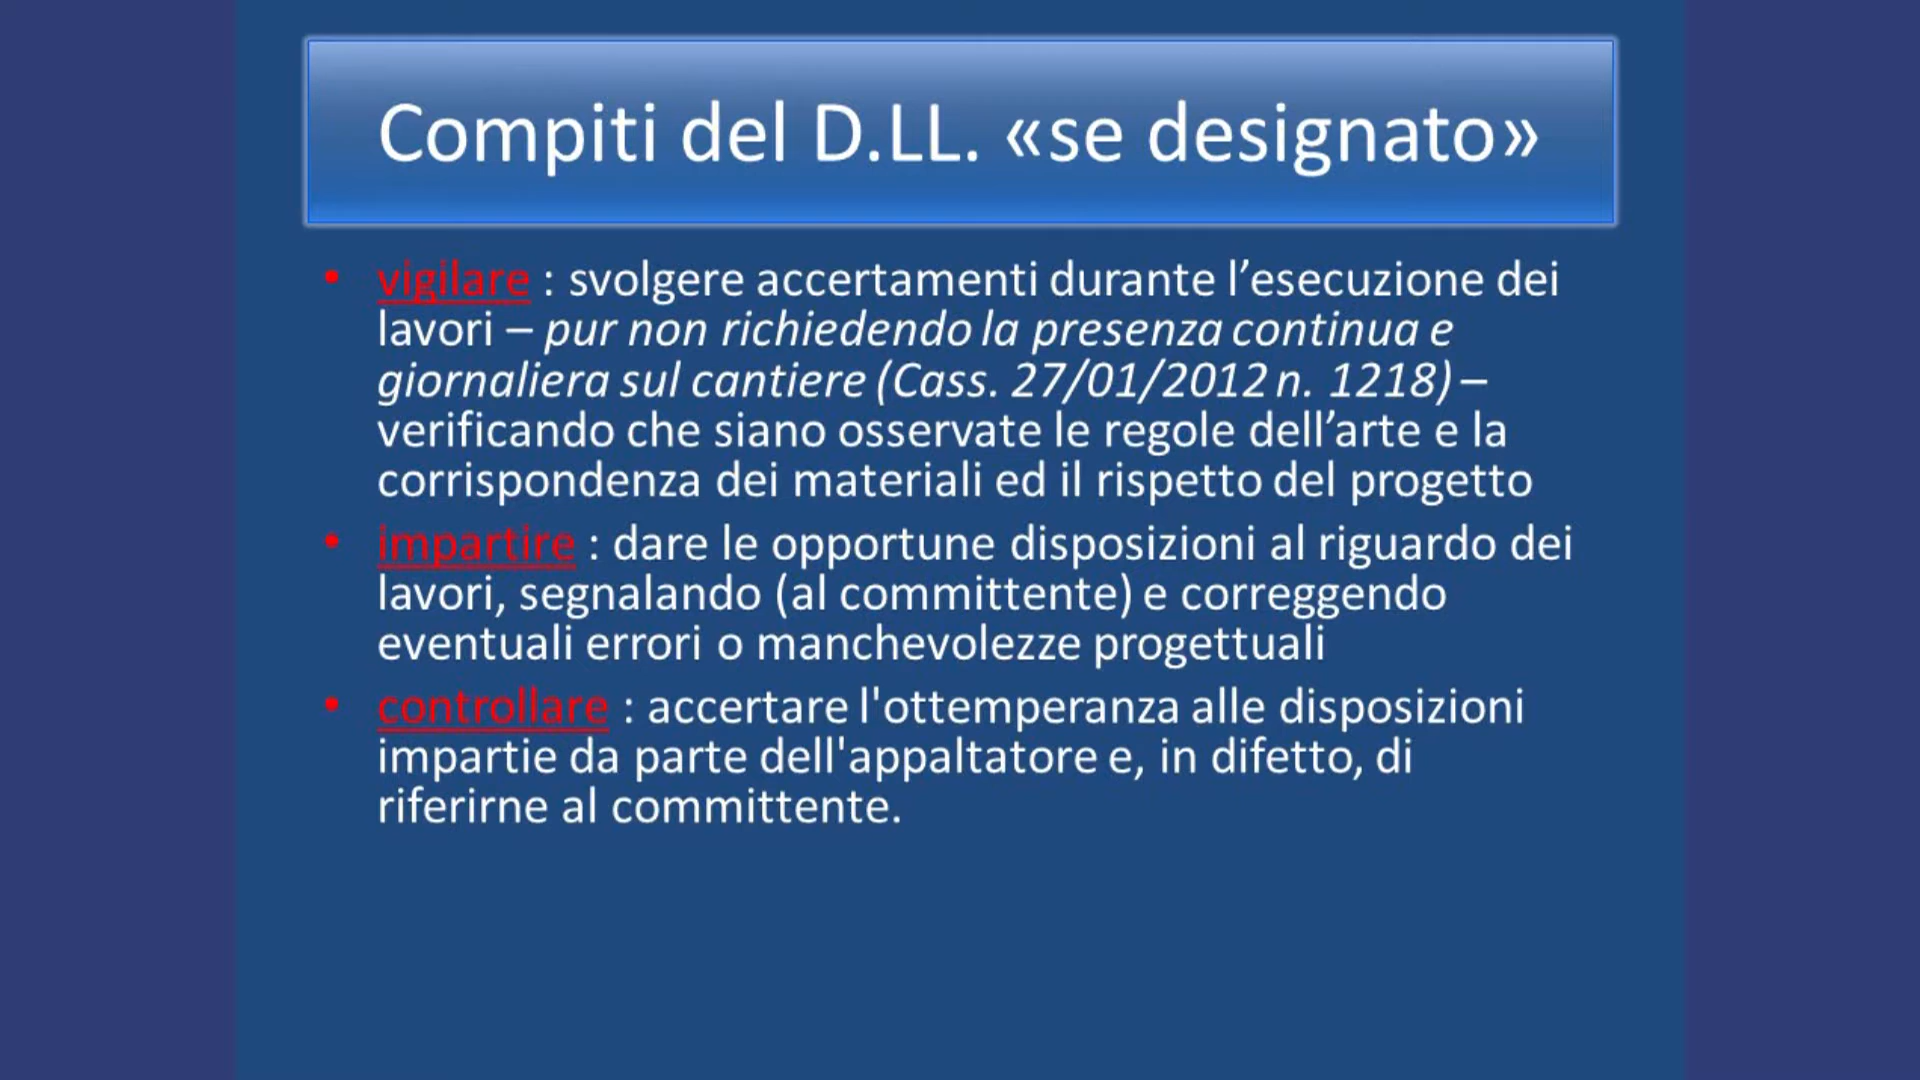 Compiti del D.LL. «se designato»
• vigilare : svolgere accertamenti durante l’esecuzione dei
lavori – pur non richiedendo la presenza continua e
giornaliera sul cantiere (Cass. 27/01/2012 n. 1218) –
verificando che siano osservate le regole dell’arte e la
corrispondenza dei materiali ed il rispetto del progetto
• impartire : dare le opportune disposizioni al riguardo dei
lavori, segnalando (al committente) e correggendo
eventuali errori o manchevolezze progettuali
• controllare : accertare l'ottemperanza alle disposizioni
impartie da parte dell'appaltatore e, in difetto, di
riferirne al committente.